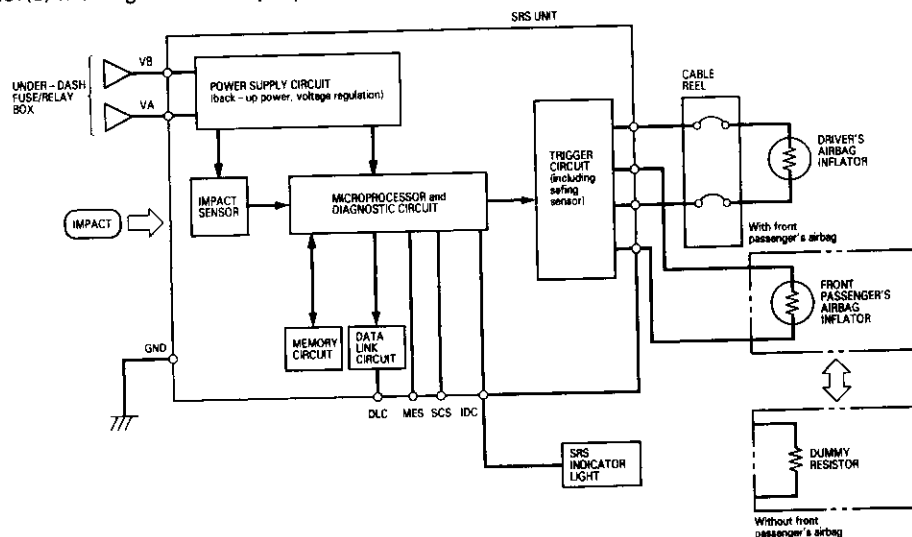 SRS UNIT
VB
UNDER - DASH
FUSE/RELAY
BOX
VA
POWER SUPPLY CIRCUIT
(back - up power, voltage regulation)
CABLE
REEL
TRIGGER
CIRCUIT
(including
safing
sensor)
DRIVER'S
AIRBAG
INFLATOR
IMPACT
SENSOR
MICROPROCESSOR and
DIAGNOSTIC CIRCUIT
IMPACT
With front
passenger's airbag
FRONT
PASSENGER'S
AIRBAG
INFLATOR
GND
MEMORY
CIRCUIT
DATA
LINK
CIRCUIT
DLC
MES
SCS
IDC
SRS
INDICATOR
LIGHT
DUMMY
RESISTOR
Without front
passenger's airbag